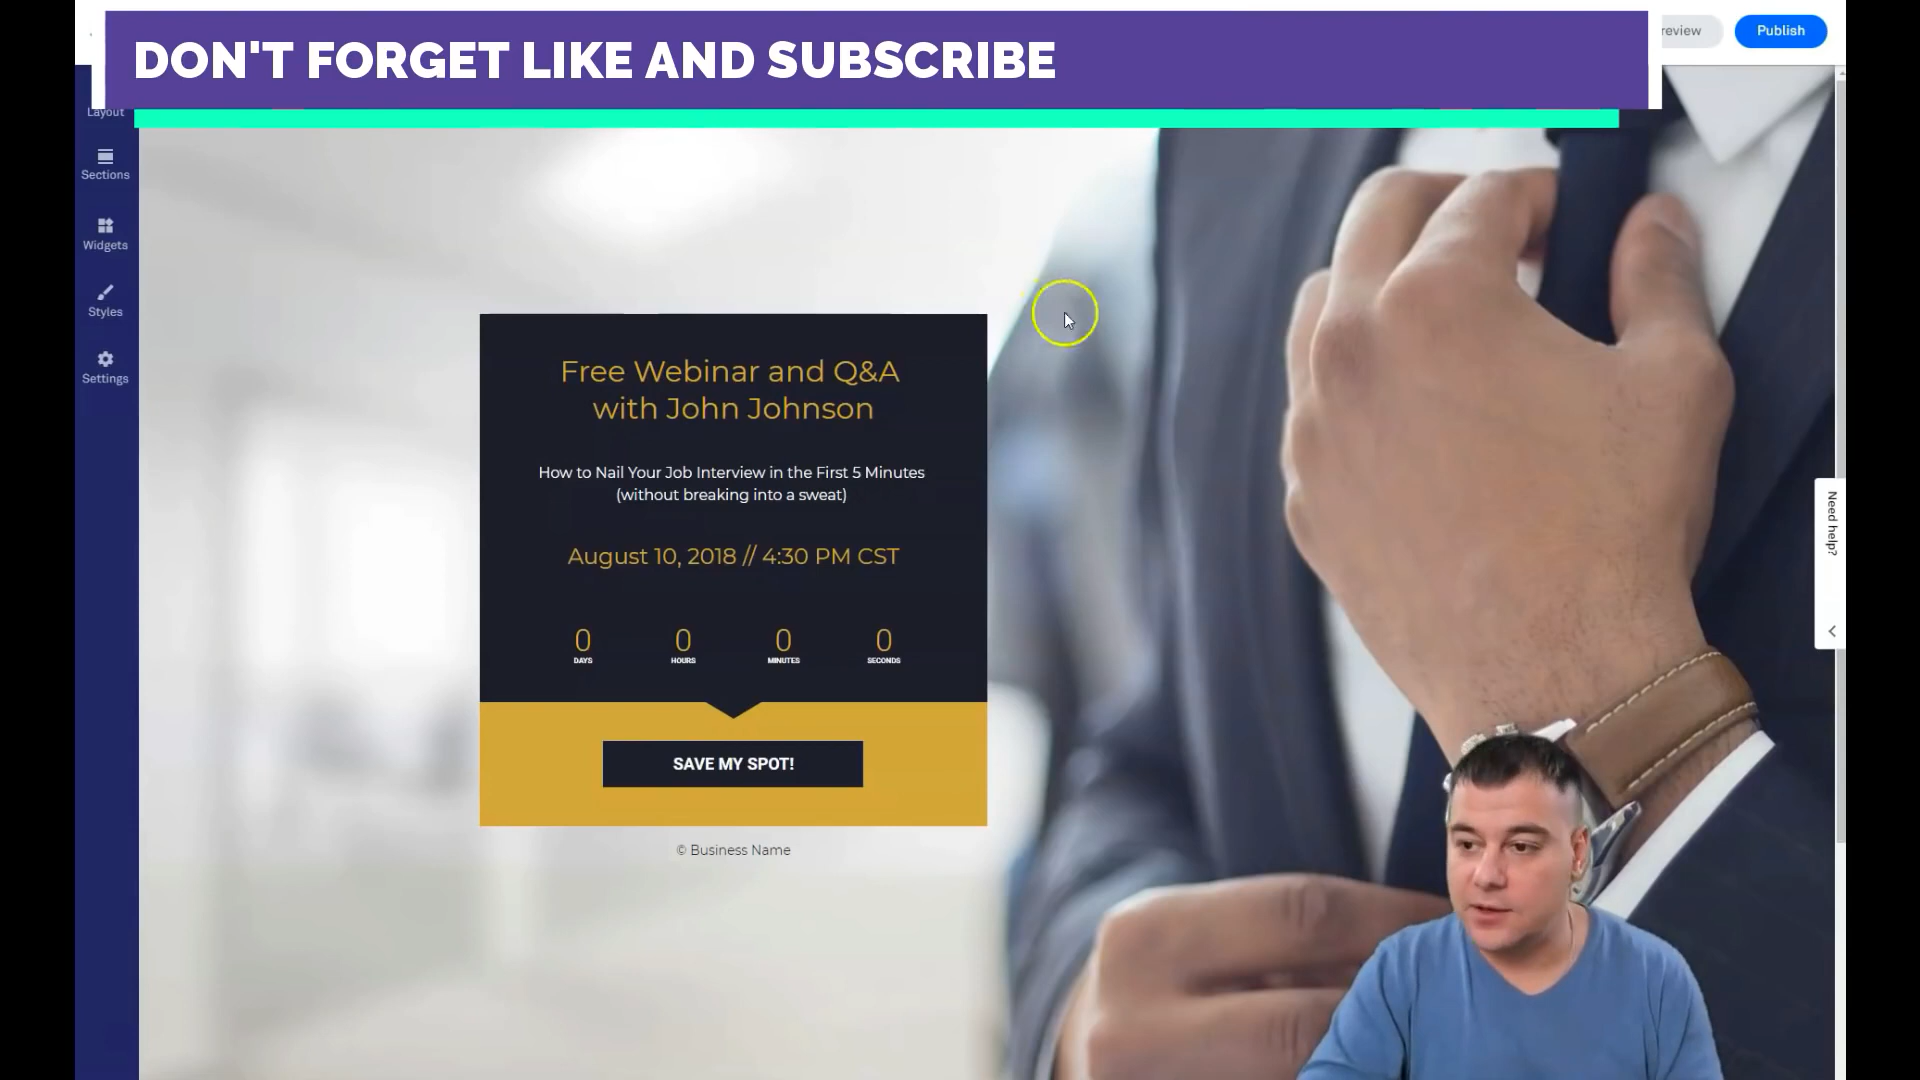 DON'T FORGET LIKE AND SUBSCRIBE
review
Publish
Layout
Sections
Widgets
Styles
Settings
Free Webinar and Q&A
with John Johnson
How to Nail Your Job Interview in the First 5 Minutes
(without breaking into a sweat)
August 10, 2018 // 4:30 PM CST
0 0 0 0
DAYS HOURS MINUTES SECONDS
SAVE MY SPOT!
© Business Name
Need help?